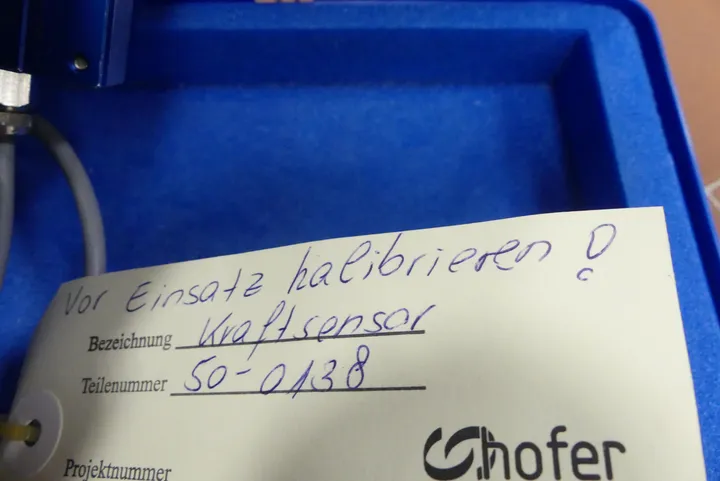 Vor Einsatz kalibrieren!
Bezeichnung Kraftsensor
Teilenummer 50-0138
hofer
Projektnummer